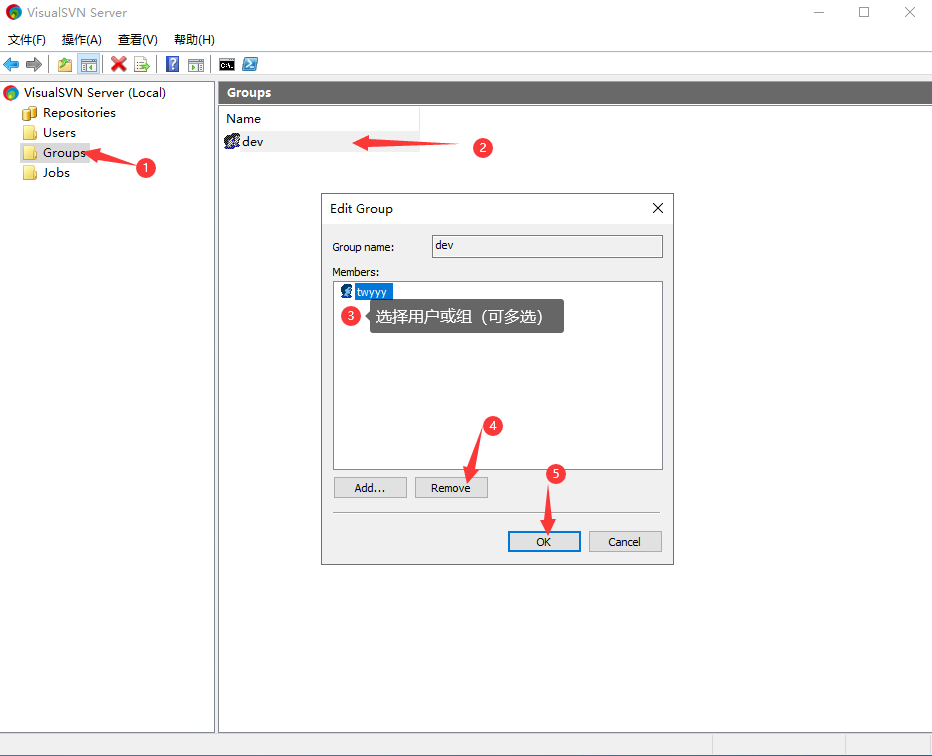 VisualSVN Server
文件(F) 操作(A) 查看(V) 帮助(H)
VisualSVN Server (Local)
Repositories
Users
Groups
Jobs
1
Groups
Name
dev
2
Edit Group
Group name: dev
Members:
twyyy
3 选择用户或组（可多选）
4
5
Add... Remove
OK Cancel